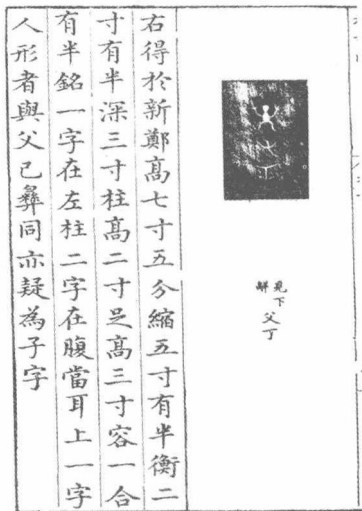 見下
解
父丁
右得於新鄭高七寸五分縮五寸有半衡二
寸有半深三寸柱高二寸足高三寸容一合
有半銘一字在左柱二字在腹當耳上一字
人形者與父己彝同亦疑為子字